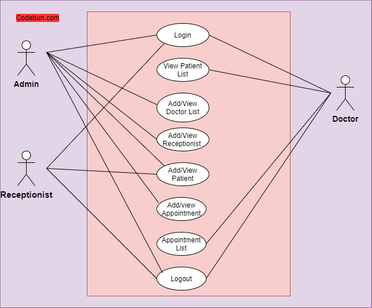 Codebun.com
Login
View Patient
List
Admin
Doctor
Add/View
Doctor List
Add/View
Receptionist
Receptionist
Add/View
Patient
Add/view
Appointment
Appointment
List
Logout